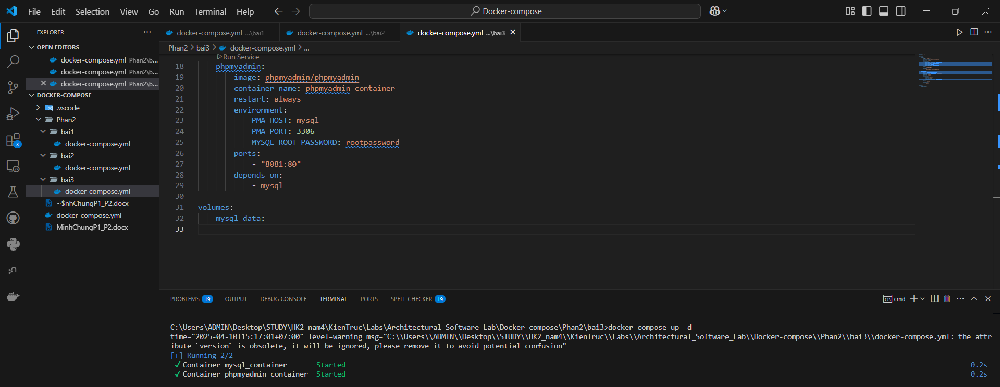 File Edit Selection View Go Run Terminal Help
Docker-compose
EXPLORER
OPEN EDITORS
docker-compose.yml Phan2\b...
docker-compose.yml Phan2\b...
docker-compose.yml Phan2\b...
DOCKER-COMPOSE
.vscode
Phan2
bai1
docker-compose.yml
bai2
docker-compose.yml
bai3
docker-compose.yml
~$nhChungP1_P2.docx
docker-compose.yml
MinhChungP1_P2.docx
3
docker-compose.yml ...\bai1
docker-compose.yml ...\bai2
docker-compose.yml ...\bai3
Phan2 > bai3 > docker-compose.yml > ...
Run Service
18 phpmyadmin:
19 image: phpmyadmin/phpmyadmin
20 container_name: phpmyadmin_container
21 restart: always
22 environment:
23 PMA_HOST: mysql
24 PMA_PORT: 3306
25 MYSQL_ROOT_PASSWORD: rootpassword
26 ports:
27 - "8081:80"
28 depends_on:
29 - mysql
30
31 volumes:
32 mysql_data:
33
PROBLEMS 19 OUTPUT DEBUG CONSOLE TERMINAL PORTS SPELL CHECKER 19
cmd
C:\Users\ADMIN\Desktop\STUDY\HK2_nam4\KienTruc\Labs\Architectural_Software_Lab\Docker-compose\Phan2\bai3>docker-compose up -d
time="2025-04-10T15:17:01+07:00" level=warning msg="C:\\Users\\ADMIN\\Desktop\\STUDY\\HK2_nam4\\KienTruc\\Labs\\Architectural_Software_Lab\\Docker-compose\\Phan2\\bai3\\docker-compose.yml: the attr
ibute `version` is obsolete, it will be ignored, please remove it to avoid potential confusion"
[+] Running 2/2
✓ Container mysql_container Started 0.2s
✓ Container phpmyadmin_container Started 0.2s